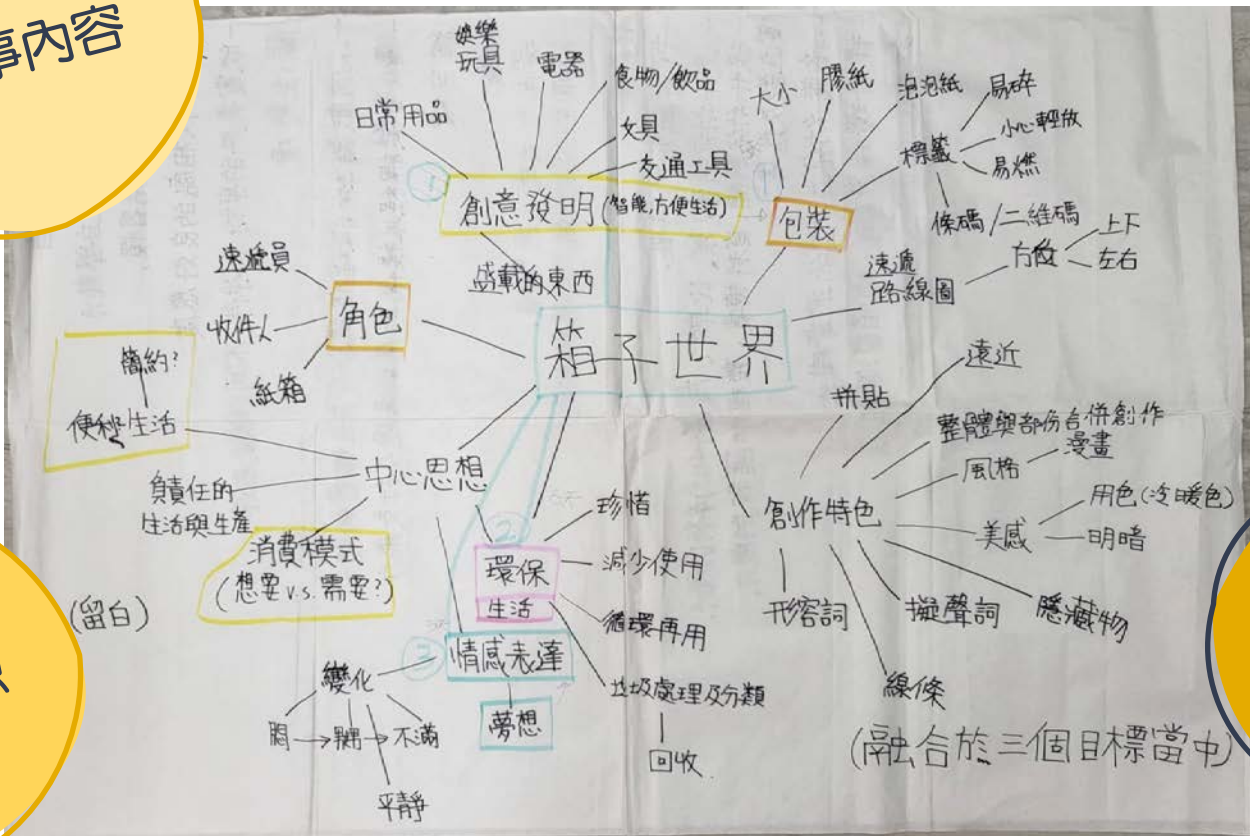 事內容
娛樂
玩具
電器
食物/飲品
日常用品
文具
交通工具
①
創意發明(智能,方便生活)
盛載的東西
大小
膠紙
泡泡紙
易碎
小心輕放
標籤
易燃
條碼/二維碼
①
包裝
速遞
路線圖
方位
上下
左右
速遞員
收件人
角色
紙箱
箱子世界
簡約?
便利生活
中心思想
負責任的
生活與生產
消費模式
(想要 v.s. 需要?)
(留白)
②
環保
生活
珍惜
減少使用
循環再用
垃圾處理及分類
回收
③
情感表達
夢想
變化
悶
不滿
平靜
拼貼
遠近
整體與部份合併創作
風格
漫畫
創作特色
美感
用色(冷暖色)
明暗
形容詞
擬聲詞
隱藏物
線條
(融合於三個目標當中)